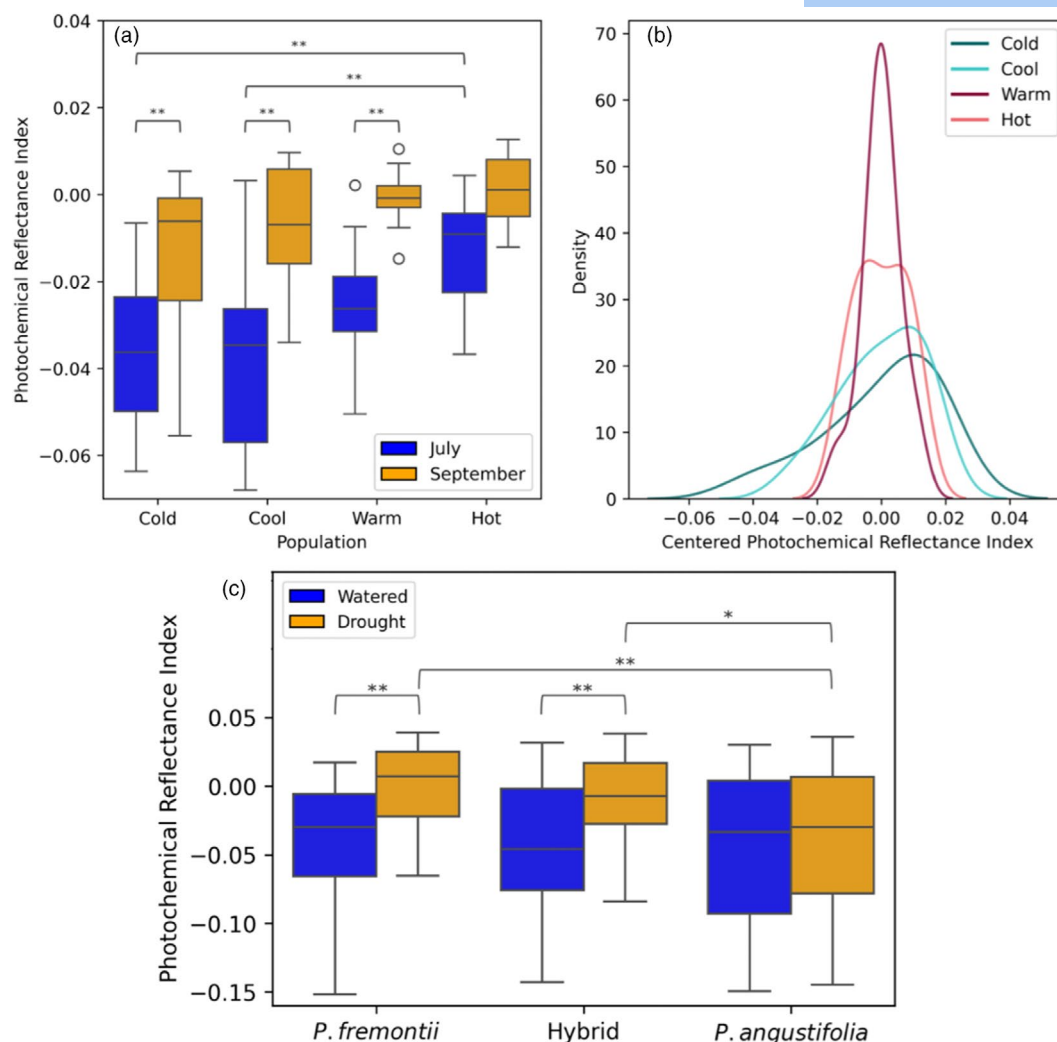 (a)
**
**
**
**
**
0.04
0.02
0.00
−0.02
−0.04
−0.06
Photochemical Reflectance Index
July
September
Cold
Cool
Warm
Hot
Population
(b)
Cold
Cool
Warm
Hot
70
60
50
40
30
20
10
0
Density
−0.06
−0.04
−0.02
0.00
0.02
0.04
Centered Photochemical Reflectance Index
(c)
Watered
Drought
*
**
**
**
0.05
0.00
−0.05
−0.10
−0.15
Photochemical Reflectance Index
P. fremontii
Hybrid
P. angustifolia